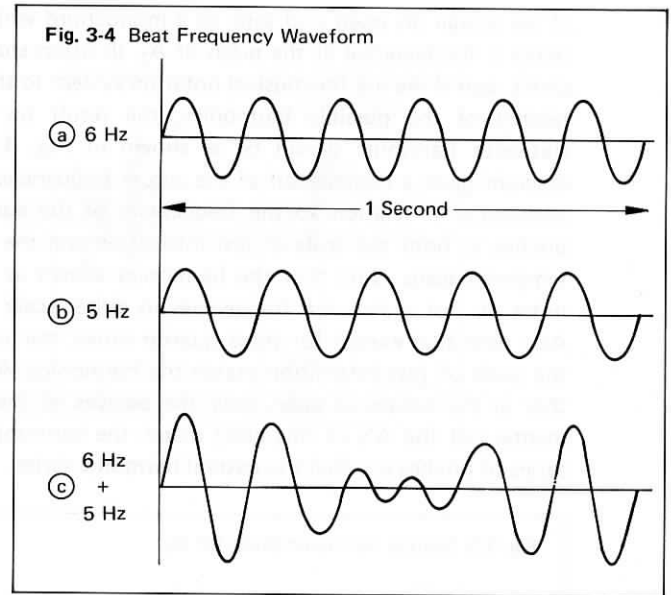 Fig. 3-4 Beat Frequency Waveform
ⓐ 6 Hz
1 Second
ⓑ 5 Hz
ⓒ 6 Hz
+
5 Hz